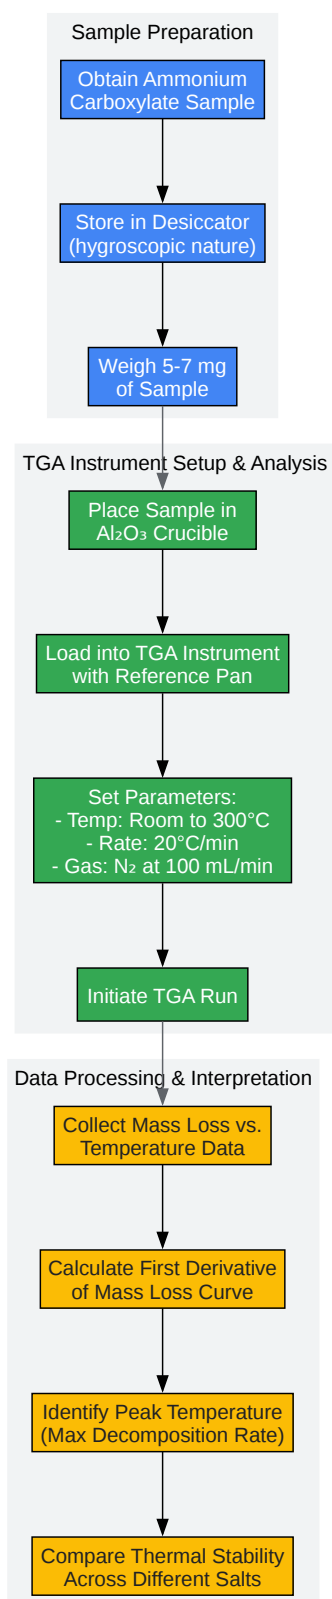 Sample Preparation
Obtain Ammonium
Carboxylate Sample
Store in Desiccator
(hygroscopic nature)
Weigh 5-7 mg
of Sample
TGA Instrument Setup & Analysis
Place Sample in
Al₂O₃ Crucible
Load into TGA Instrument
with Reference Pan
Set Parameters:
- Temp: Room to 300°C
- Rate: 20°C/min
- Gas: N₂ at 100 mL/min
Initiate TGA Run
Data Processing & Interpretation
Collect Mass Loss vs.
Temperature Data
Calculate First Derivative
of Mass Loss Curve
Identify Peak Temperature
(Max Decomposition Rate)
Compare Thermal Stability
Across Different Salts